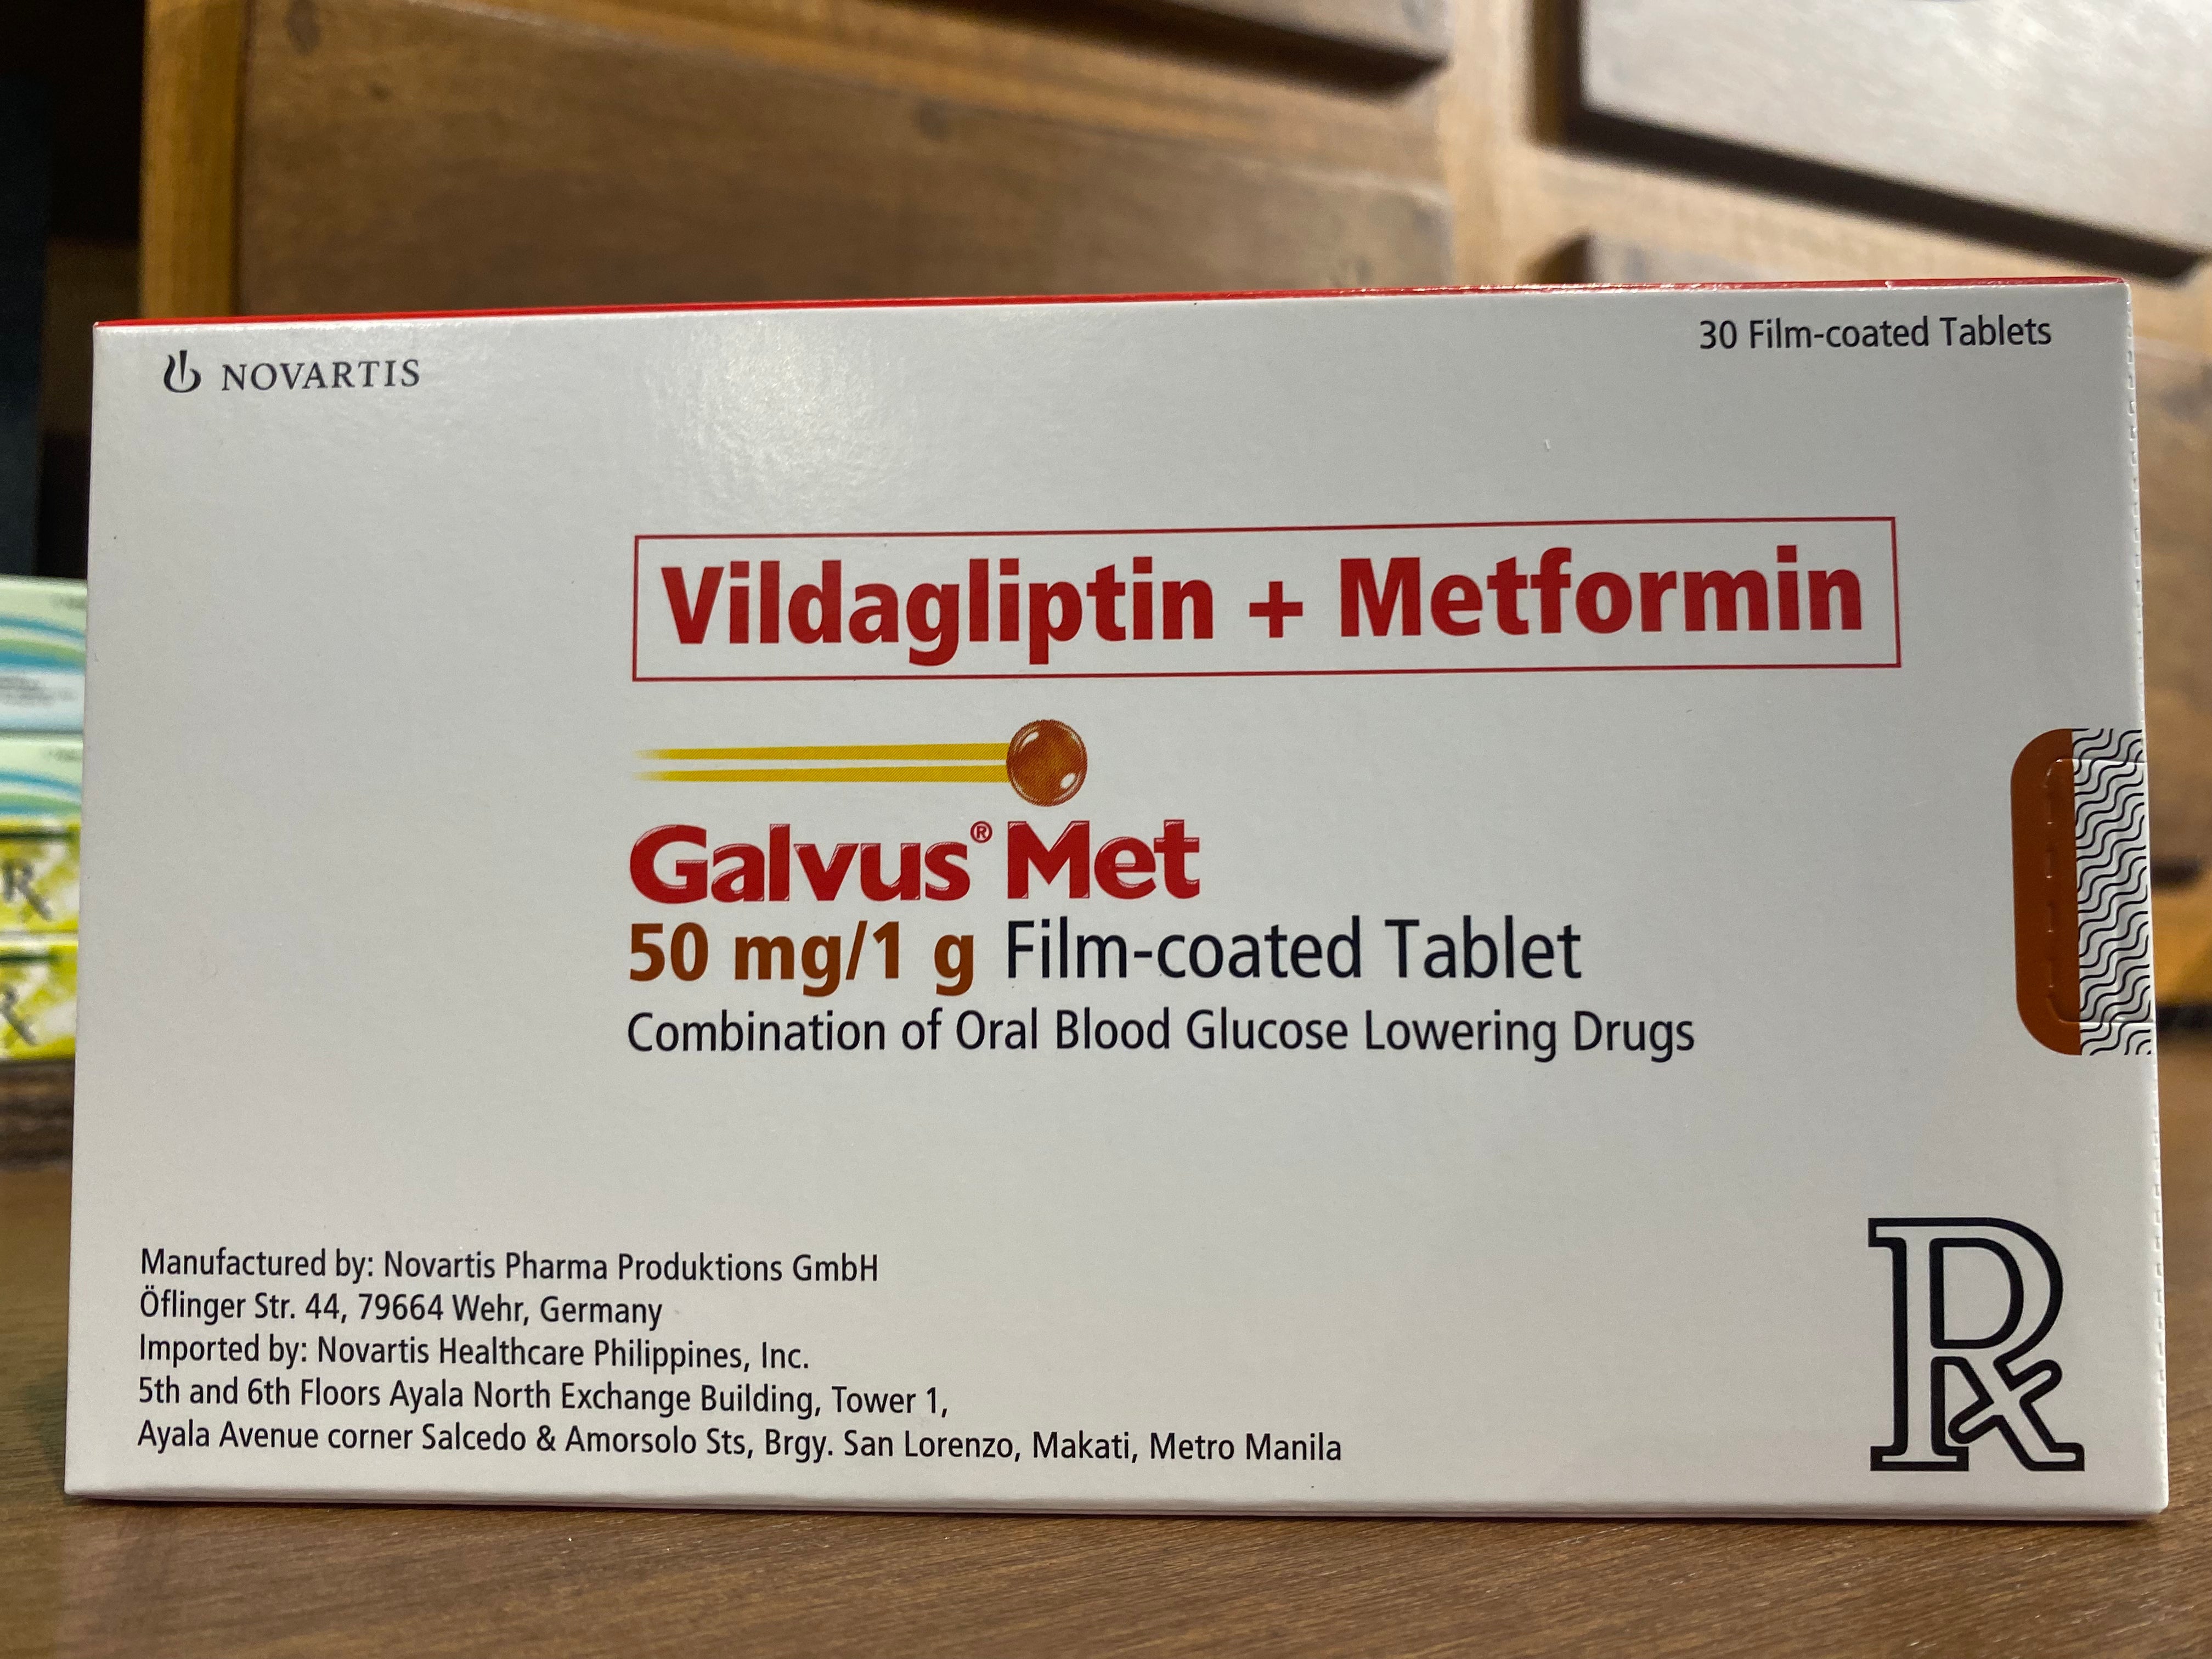 NOVARTIS
30 Film-coated Tablets
Vildagliptin + Metformin
Galvus® Met
50 mg/1 g Film-coated Tablet
Combination of Oral Blood Glucose Lowering Drugs
Manufactured by: Novartis Pharma Produktions GmbH
Öflinger Str. 44, 79664 Wehr, Germany
Imported by: Novartis Healthcare Philippines, Inc.
5th and 6th Floors Ayala North Exchange Building, Tower 1,
Ayala Avenue corner Salcedo & Amorsolo Sts, Brgy. San Lorenzo, Makati, Metro Manila
Rx
Rx
Rx